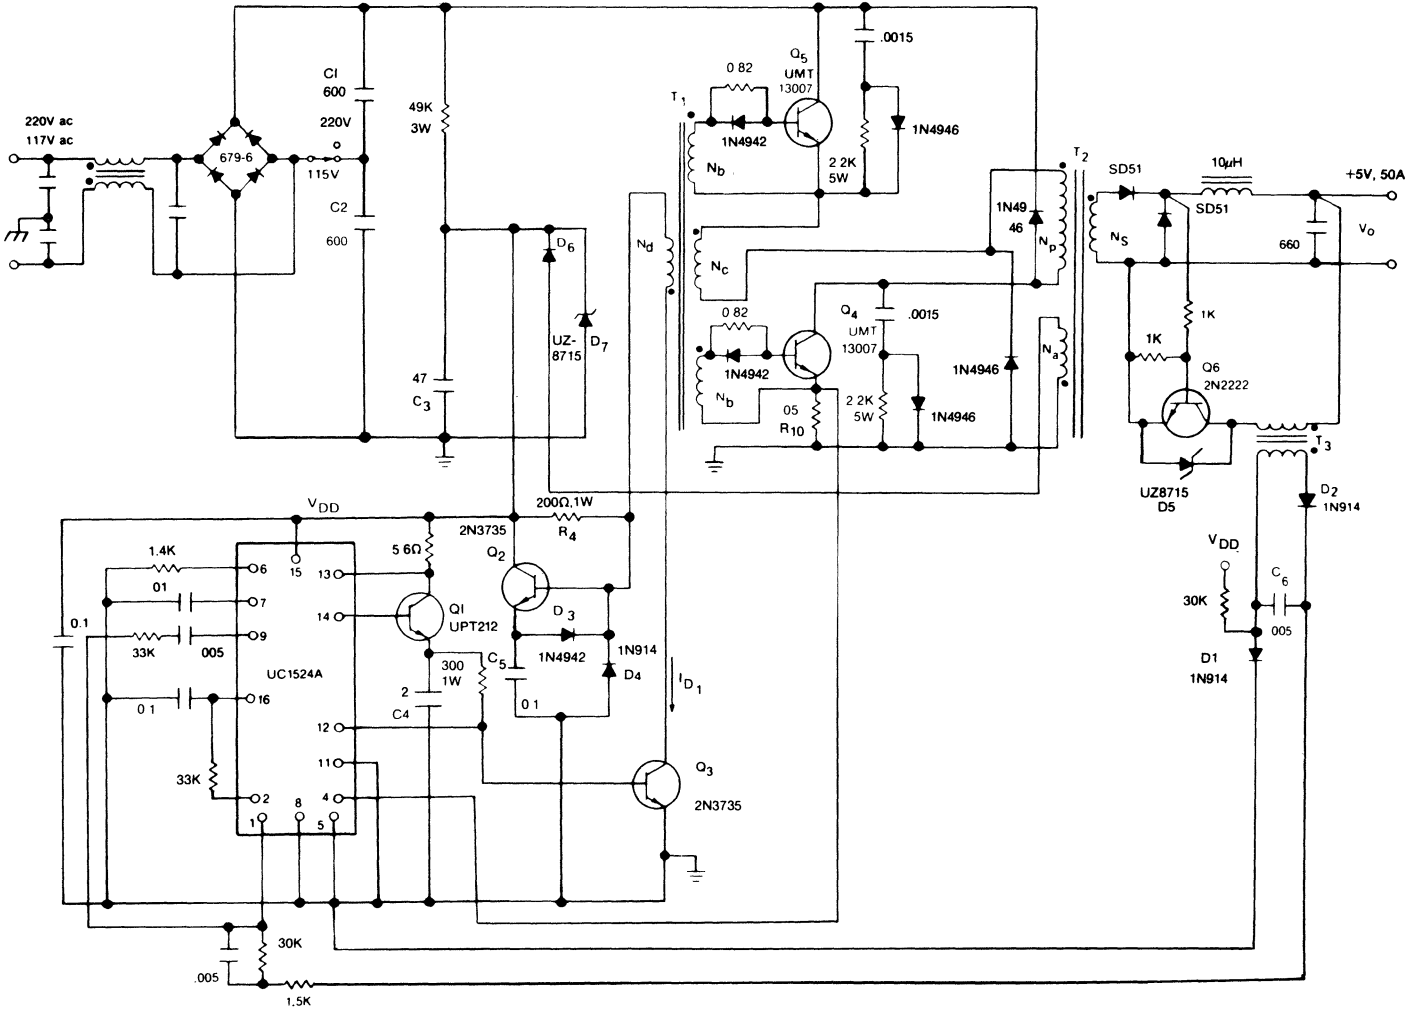 220V ac
117V ac
679-6
C1
600
220V
115V
C2
600
49K
3W
47
C3
D6
UZ-
8715
D7
T1
0 82
1N4942
Nb
Q5
UMT
13007
.0015
2 2K
5W
1N4946
Nd
Nc
0 82
1N4942
Nb
Q4
UMT
13007
.0015
05
R10
2 2K
5W
1N4946
1N4946
1N49
46
Np
T2
Na
NS
SD51
SD51
10μH
+5V, 50A
660
Vo
1K
1K
Q6
2N2222
UZ8715
D5
T3
D2
1N914
VDD
30K
C6
005
D1
1N914
VDD
200Ω,1W
R4
2N3735
Q2
5 6Ω
Q1
UPT212
D3
1N4942
C5
0 1
1N914
D4
ID1
300
1W
2
C4
Q3
2N3735
1.4K
01
33K
005
0 1
33K
0.1
UC1524A
6
7
9
16
2
1
8
5
15
13
14
12
11
4
30K
.005
1.5K